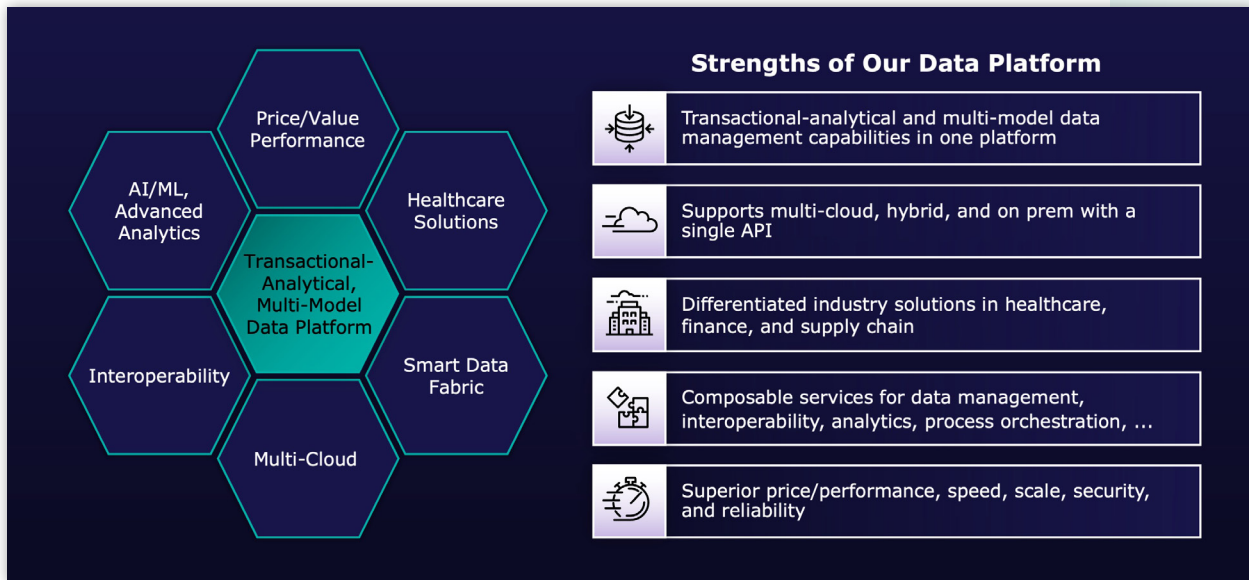 Price/Value
Performance
AI/ML,
Advanced
Analytics
Healthcare
Solutions
Transactional-
Analytical,
Multi-Model
Data Platform
Interoperability
Smart Data
Fabric
Multi-Cloud
Strengths of Our Data Platform
Transactional-analytical and multi-model data
management capabilities in one platform
Supports multi-cloud, hybrid, and on prem with a
single API
Differentiated industry solutions in healthcare,
finance, and supply chain
Composable services for data management,
interoperability, analytics, process orchestration, ...
Superior price/performance, speed, scale, security,
and reliability